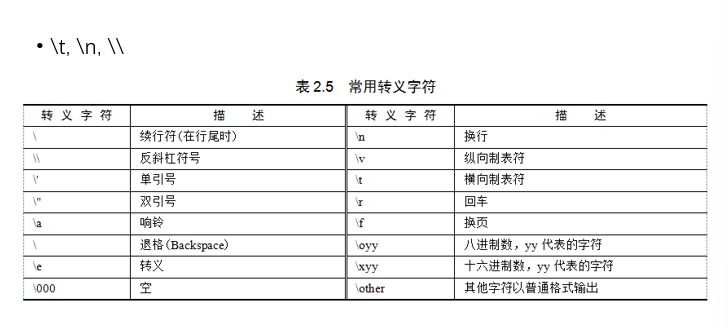 • \t, \n, \\
表 2.5 常用转义字符
转 义 字 符 描 述 转 义 字 符 描 述
\ 续行符(在行尾时) \n 换行
\\ 反斜杠符号 \v 纵向制表符
\' 单引号 \t 横向制表符
\" 双引号 \r 回车
\a 响铃 \f 换页
\ 退格(Backspace) \oyy 八进制数，yy 代表的字符
\e 转义 \xyy 十六进制数，yy 代表的字符
\000 空 \other 其他字符以普通格式输出